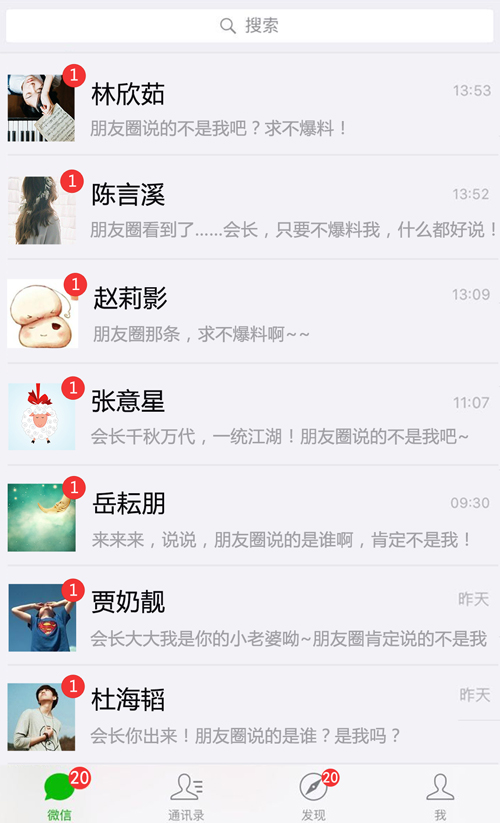 搜索
1
林欣茹 13:53
朋友圈说的不是我吧？求不爆料！
1
陈言溪 13:52
朋友圈看到了……会长，只要不爆料我，什么都好说！
1
赵莉影 13:09
朋友圈那条，求不爆料啊~~
1
张意星 11:07
会长千秋万代，一统江湖！朋友圈说的不是我吧~
1
岳耘朋 09:30
来来来，说说，朋友圈说的是谁啊，肯定不是我！
1
贾奶靓 昨天
会长大大我是你的小老婆呦~朋友圈肯定说的不是我
1
杜海韬 昨天
会长你出来！朋友圈说的是谁？是我吗？
20 20
微信 通讯录 发现 我